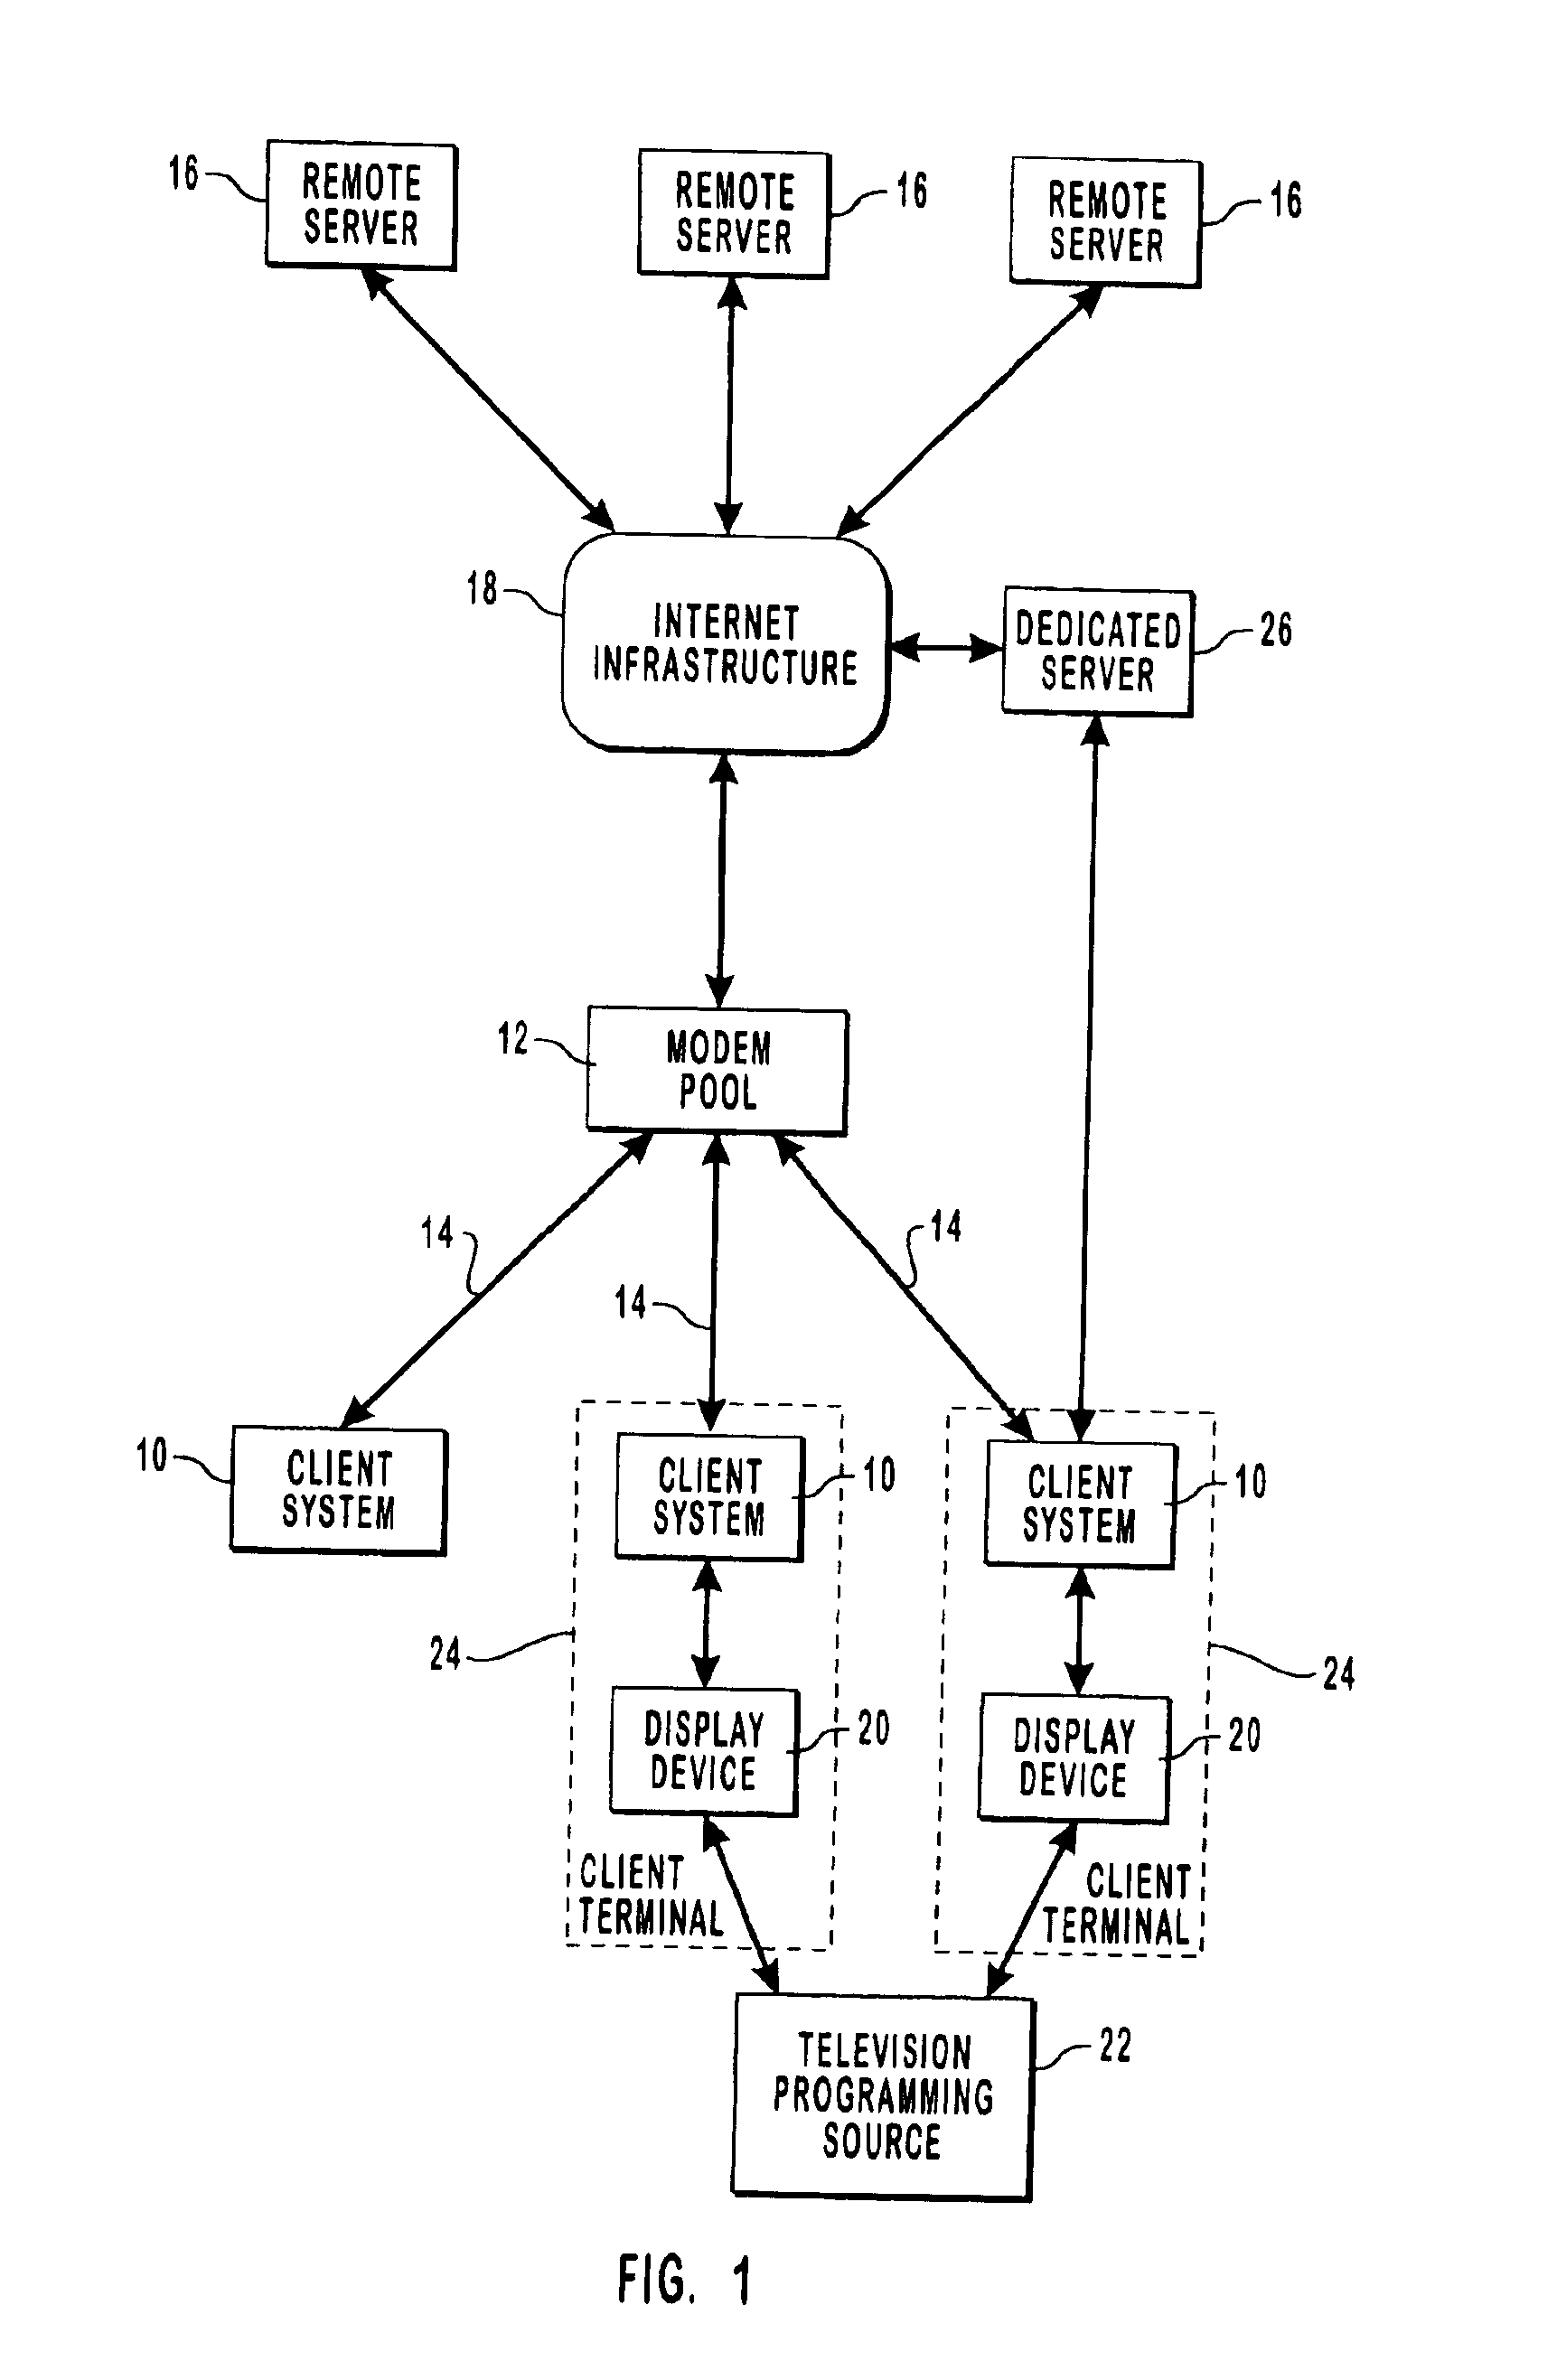 16
REMOTE
SERVER
REMOTE
SERVER
16
REMOTE
SERVER
16
18
INTERNET
INFRASTRUCTURE
DEDICATED
SERVER
26
12
MODEM
POOL
14
14
14
10
CLIENT
SYSTEM
CLIENT
SYSTEM
10
CLIENT
SYSTEM
10
24
DISPLAY
DEVICE
20
DISPLAY
DEVICE
20
24
CLIENT
TERMINAL
CLIENT
TERMINAL
TELEVISION
PROGRAMMING
SOURCE
22
FIG. 1